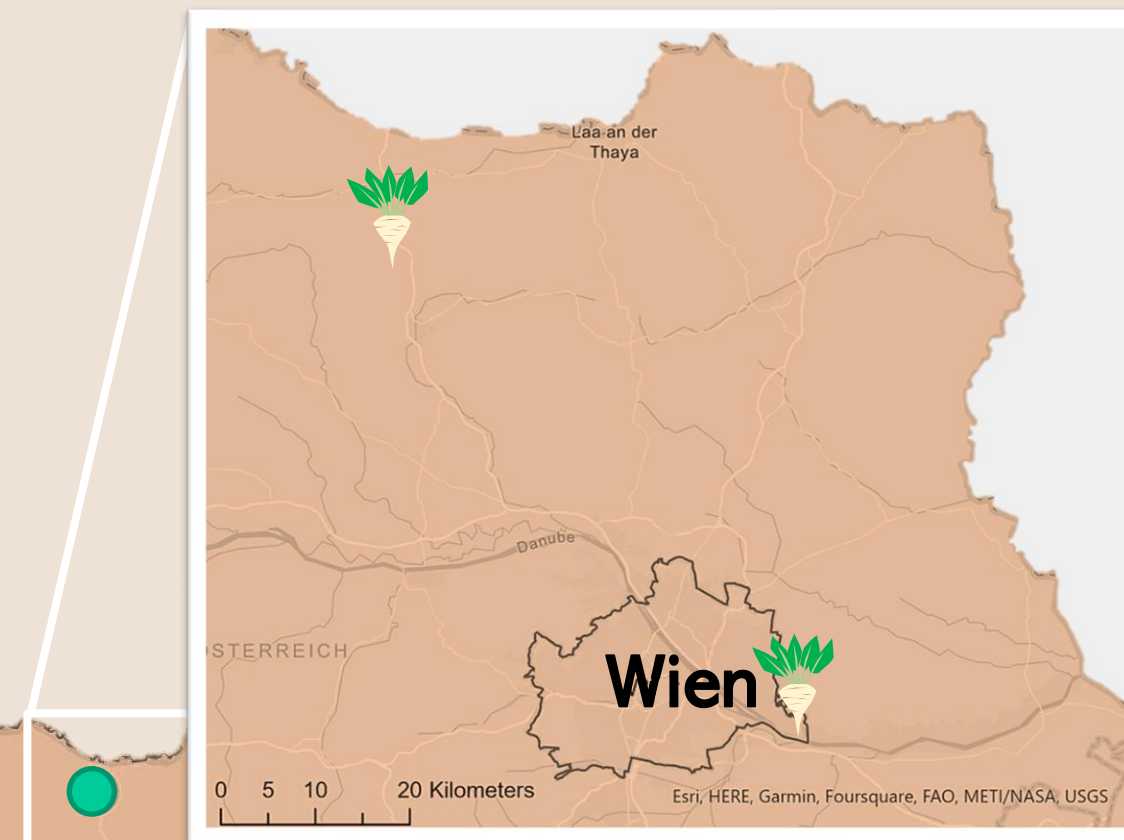 Laa an der
Thaya
Danube
STERREICH
Wien
0 5 10 20 Kilometers
Esri, HERE, Garmin, Foursquare, FAO, METI/NASA, USGS